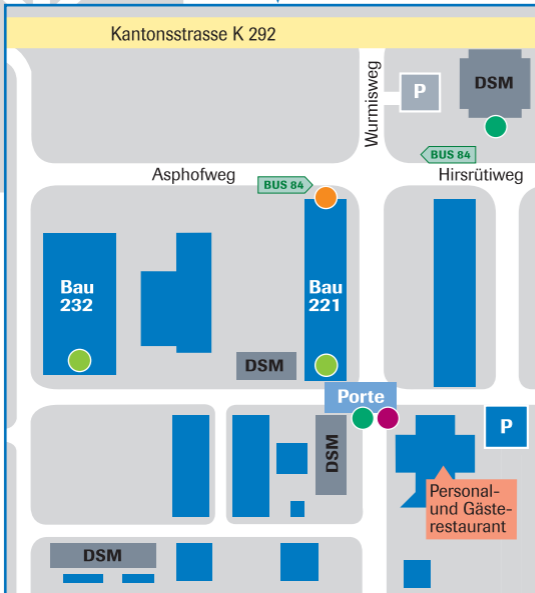 Kantonsstrasse K 292
Wurmisweg
P
DSM
BUS 84
Asphofweg
BUS 84
Hirsrütiweg
Bau
232
Bau
221
DSM
Porte
P
DSM
Personal-
und Gäste-
restaurant
DSM